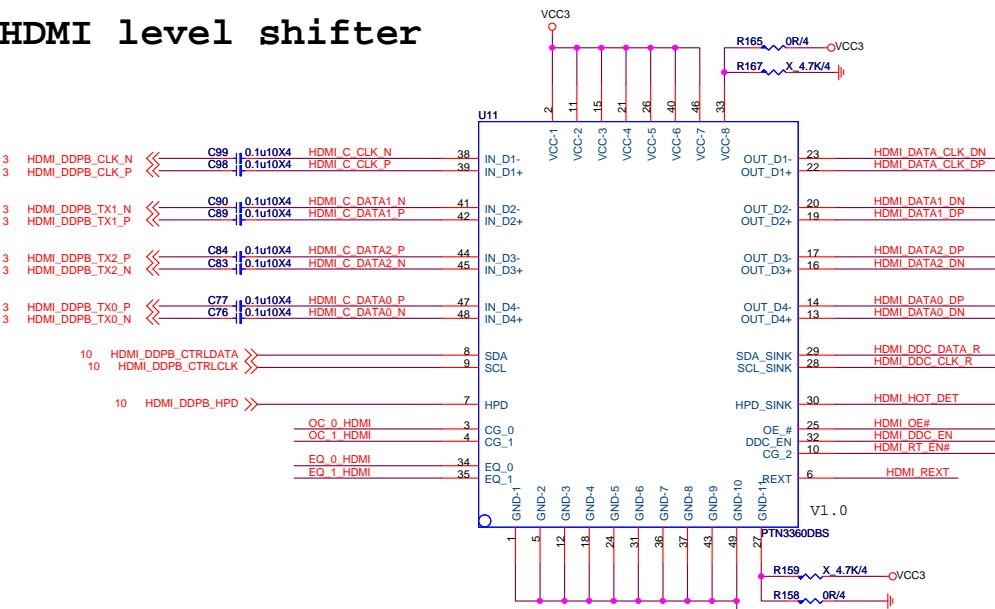 HDMI level shifter
VCC3
R165 0R/4 VCC3
R167 X_4.7K/4
2 11 15 21 26 40 46 33
U11
VCC-1 VCC-2 VCC-3 VCC-4 VCC-5 VCC-6 VCC-7 VCC-8
3 HDMI_DDPB_CLK_N C99 0.1u10X4 HDMI_C_CLK_N 38 IN_D1- OUT_D1- 23 HDMI_DATA_CLK_DN
3 HDMI_DDPB_CLK_P C98 0.1u10X4 HDMI_C_CLK_P 39 IN_D1+ OUT_D1+ 22 HDMI_DATA_CLK_DP
3 HDMI_DDPB_TX1_N C90 0.1u10X4 HDMI_C_DATA1_N 41 IN_D2- OUT_D2- 20 HDMI_DATA1_DN
3 HDMI_DDPB_TX1_P C89 0.1u10X4 HDMI_C_DATA1_P 42 IN_D2+ OUT_D2+ 19 HDMI_DATA1_DP
3 HDMI_DDPB_TX2_P C84 0.1u10X4 HDMI_C_DATA2_P 44 IN_D3- OUT_D3- 17 HDMI_DATA2_DP
3 HDMI_DDPB_TX2_N C83 0.1u10X4 HDMI_C_DATA2_N 45 IN_D3+ OUT_D3+ 16 HDMI_DATA2_DN
3 HDMI_DDPB_TX0_P C77 0.1u10X4 HDMI_C_DATA0_P 47 IN_D4- OUT_D4- 14 HDMI_DATA0_DP
3 HDMI_DDPB_TX0_N C76 0.1u10X4 HDMI_C_DATA0_N 48 IN_D4+ OUT_D4+ 13 HDMI_DATA0_DN
10 HDMI_DDPB_CTRLDATA 8 SDA SDA_SINK 29 HDMI_DDC_DATA_R
10 HDMI_DDPB_CTRLCLK 9 SCL SCL_SINK 28 HDMI_DDC_CLK_R
10 HDMI_DDPB_HPD 7 HPD HPD_SINK 30 HDMI_HOT_DET
OC_0_HDMI 3 CG_0 OE_# 25 HDMI_OE#
OC_1_HDMI 4 CG_1 DDC_EN 32 HDMI_DDC_EN
CG_2 10 HDMI_RT_EN#
EQ_0_HDMI 34 EQ_0
EQ_1_HDMI 35 EQ_1 REXT 6 HDMI_REXT
GND-1 GND-2 GND-3 GND-4 GND-5 GND-6 GND-7 GND-8 GND-9 GND-10 GND-11
V1.0
PTN3360DBS
1 5 12 18 24 31 36 37 43 49 27
R159 X_4.7K/4 VCC3
R158 0R/4